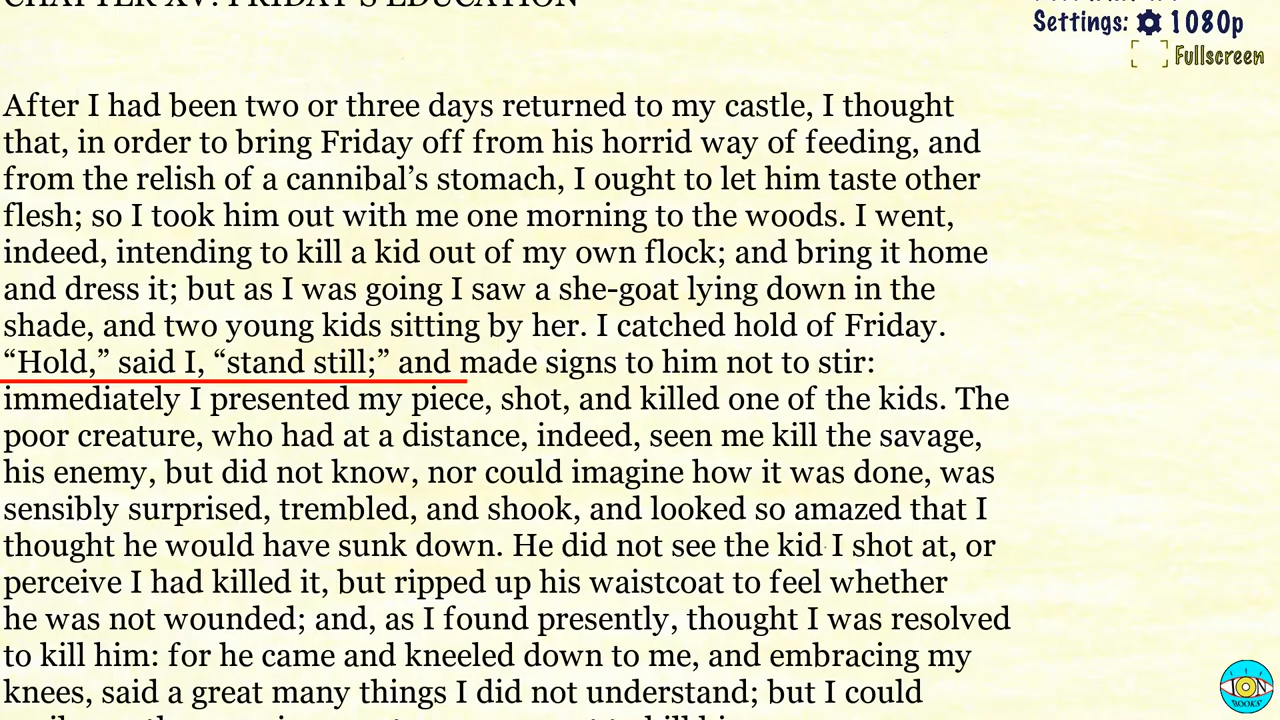 CHAPTER XV. FRIDAY'S EDUCATION
Settings: 1080p
Fullscreen
After I had been two or three days returned to my castle, I thought
that, in order to bring Friday off from his horrid way of feeding, and
from the relish of a cannibal’s stomach, I ought to let him taste other
flesh; so I took him out with me one morning to the woods. I went,
indeed, intending to kill a kid out of my own flock; and bring it home
and dress it; but as I was going I saw a she-goat lying down in the
shade, and two young kids sitting by her. I catched hold of Friday.
“Hold,” said I, “stand still;” and made signs to him not to stir:
immediately I presented my piece, shot, and killed one of the kids. The
poor creature, who had at a distance, indeed, seen me kill the savage,
his enemy, but did not know, nor could imagine how it was done, was
sensibly surprised, trembled, and shook, and looked so amazed that I
thought he would have sunk down. He did not see the kid I shot at, or
perceive I had killed it, but ripped up his waistcoat to feel whether
he was not wounded; and, as I found presently, thought I was resolved
to kill him: for he came and kneeled down to me, and embracing my
knees, said a great many things I did not understand; but I could
ION
BOOKS